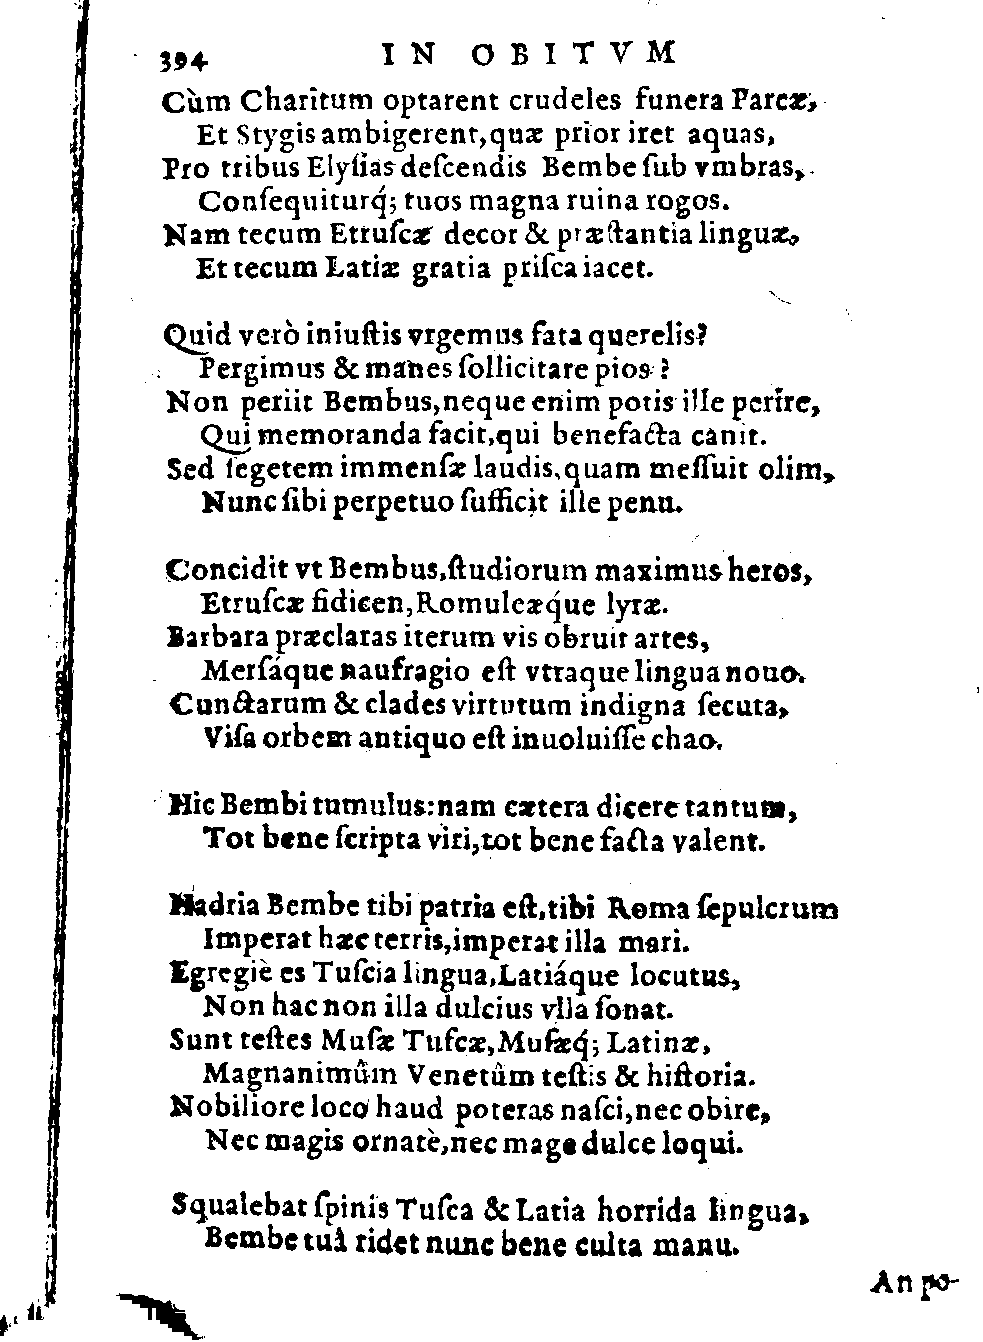 394 IN OBITVM
Cùm Charitum optarent crudeles funera Parcæ,
Et Stygis ambigerent, quæ prior iret aquas,
Pro tribus Elyſias deſcendis Bembe ſub vmbras,
Conſequiturq́; tuos magna ruina rogos.
Nam tecum Etruſcæ decor & præſtantia linguæ,
Et tecum Latiæ gratia priſca iacet.
Quid verò iniuſtis vrgemus fata querelis?
Pergimus & manes ſollicitare pios?
Non periit Bembus, neque enim potis ille perire,
Qui memoranda facit, qui benefacta canit.
Sed ſegetem immenſæ laudis, quam meſſuit olim,
Nunc ſibi perpetuo ſufficit ille penu.
Concidit vt Bembus, ſtudiorum maximus heros,
Etruſcæ fidicen, Romuleæq́ue lyræ.
Barbara præclaras iterum vis obruit artes,
Merſáque naufragio eſt vtraque lingua nouo.
Cunctarum & clades virtutum indigna ſecuta,
Viſa orbem antiquo eſt inuoluiſſe chao.
Hic Bembi tumulus: nam cætera dicere tantum,
Tot bene ſcripta viri, tot bene facta valent.
Hadria Bembe tibi patria eſt, tibi Roma ſepulcrum
Imperat hæc terris, imperat illa mari.
Egregiè es Tuſcia lingua, Latiáque locutus,
Non hac non illa dulcius vlla ſonat.
Sunt teſtes Muſæ Tuſcæ, Muſæq́; Latinæ,
Magnanimûm Venetûm teſtis & hiſtoria.
Nobiliore loco haud poteras naſci, nec obire,
Nec magis ornatè, nec mage dulce loqui.
Squalebat ſpinis Tuſca & Latia horrida lingua,
Bembe tuâ ridet nunc bene culta manu.
An po-